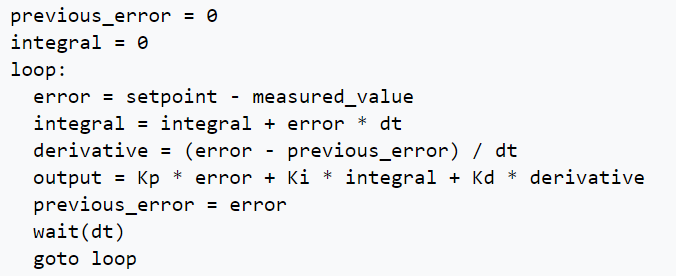 previous_error = 0
integral = 0
loop:
  error = setpoint - measured_value
  integral = integral + error * dt
  derivative = (error - previous_error) / dt
  output = Kp * error + Ki * integral + Kd * derivative
  previous_error = error
  wait(dt)
  goto loop